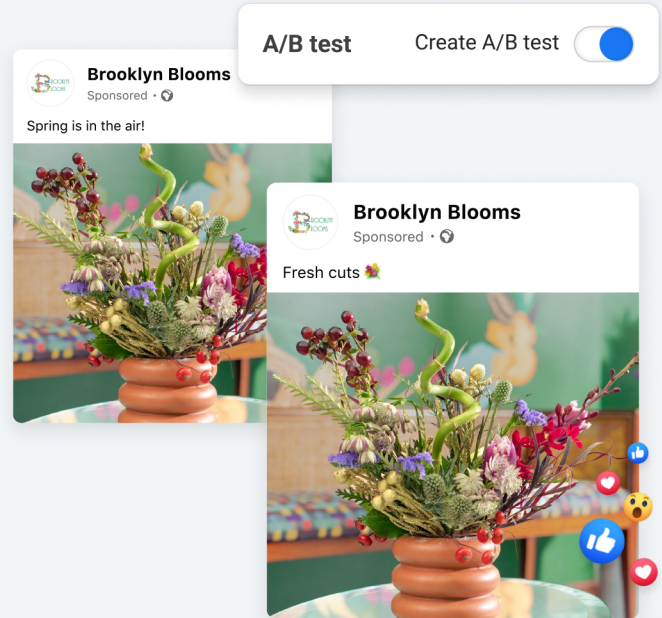 A/B test
Create A/B test
Brooklyn Blooms
Sponsored ·
Spring is in the air!
Brooklyn Blooms
Sponsored ·
Fresh cuts 💐